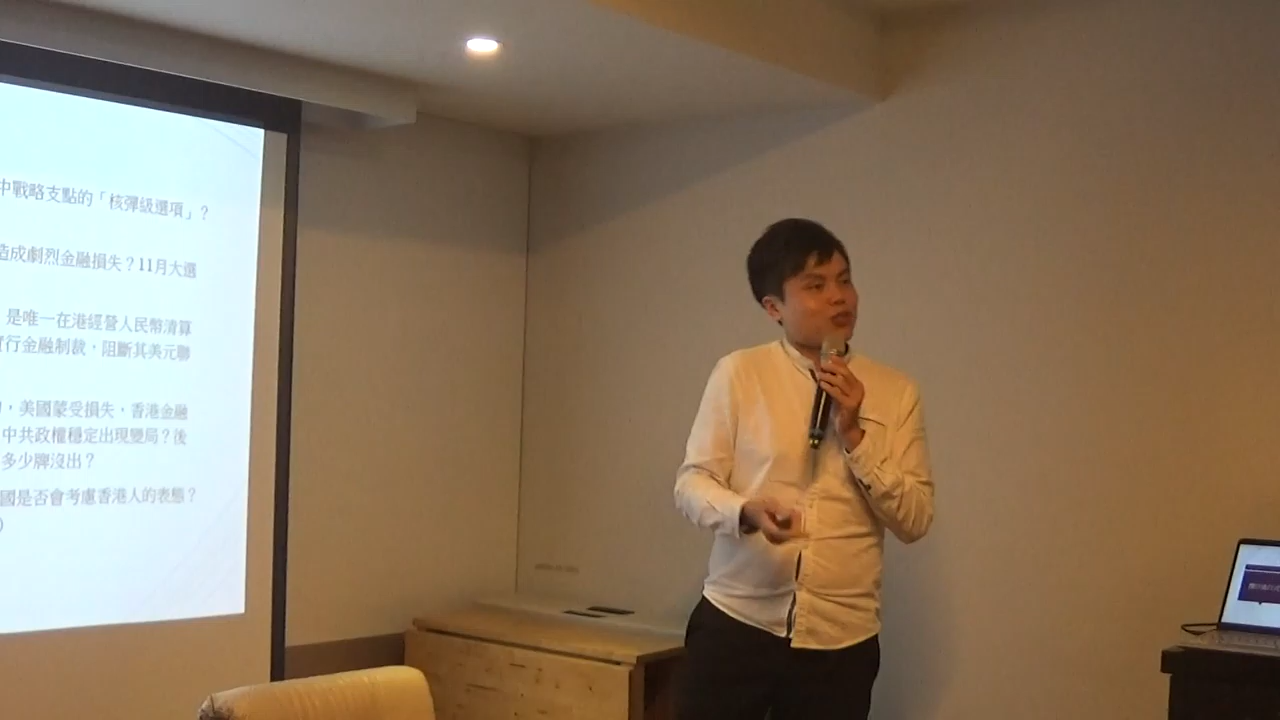 中戰略支點的「核彈級選項」？
造成劇烈金融損失？11月大選
是唯一在港經營人民幣清算
行金融制裁，阻斷其美元聯
，美國蒙受損失，香港金融
中共政權穩定出現變局？後
多少牌沒出？
國是否會考慮香港人的表態？
)